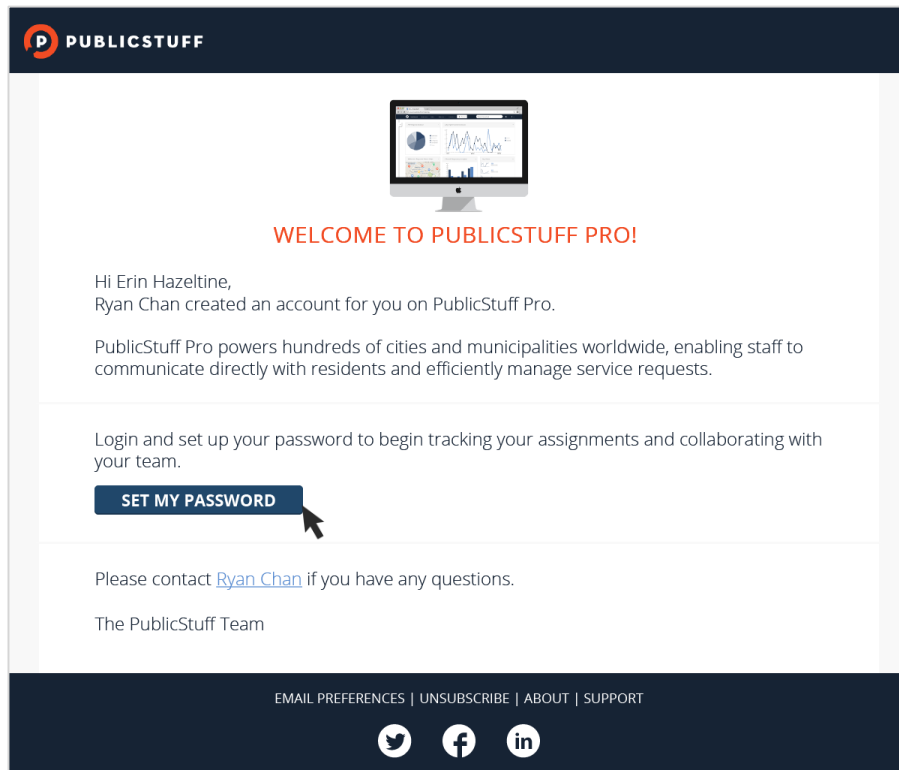 PUBLICSTUFF
WELCOME TO PUBLICSTUFF PRO!
Hi Erin Hazeltine,
Ryan Chan created an account for you on PublicStuff Pro.
PublicStuff Pro powers hundreds of cities and municipalities worldwide, enabling staff to
communicate directly with residents and efficiently manage service requests.
Login and set up your password to begin tracking your assignments and collaborating with
your team.
SET MY PASSWORD
Please contact Ryan Chan if you have any questions.
The PublicStuff Team
EMAIL PREFERENCES | UNSUBSCRIBE | ABOUT | SUPPORT